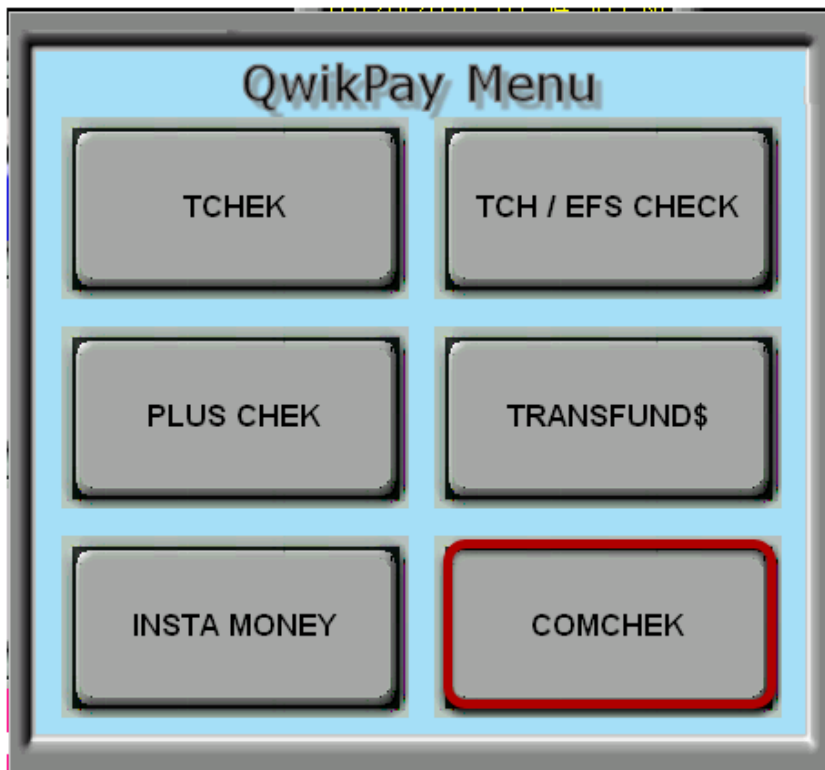 QwikPay Menu
TCHEK
TCH / EFS CHECK
PLUS CHEK
TRANSFUND$
INSTA MONEY
COMCHEK